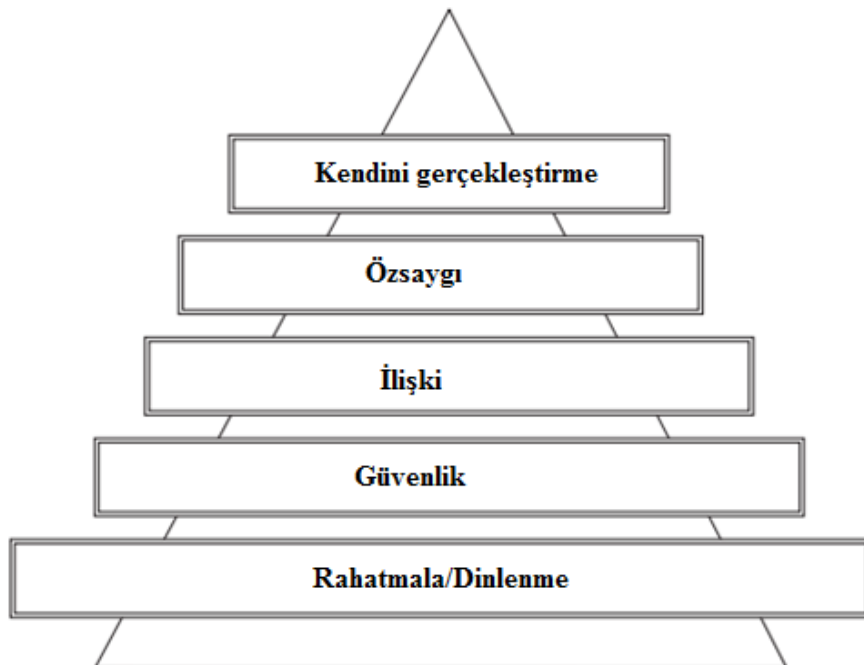 Kendini gerçekleştirme
Özsaygı
İlişki
Güvenlik
Rahatmala/Dinlenme